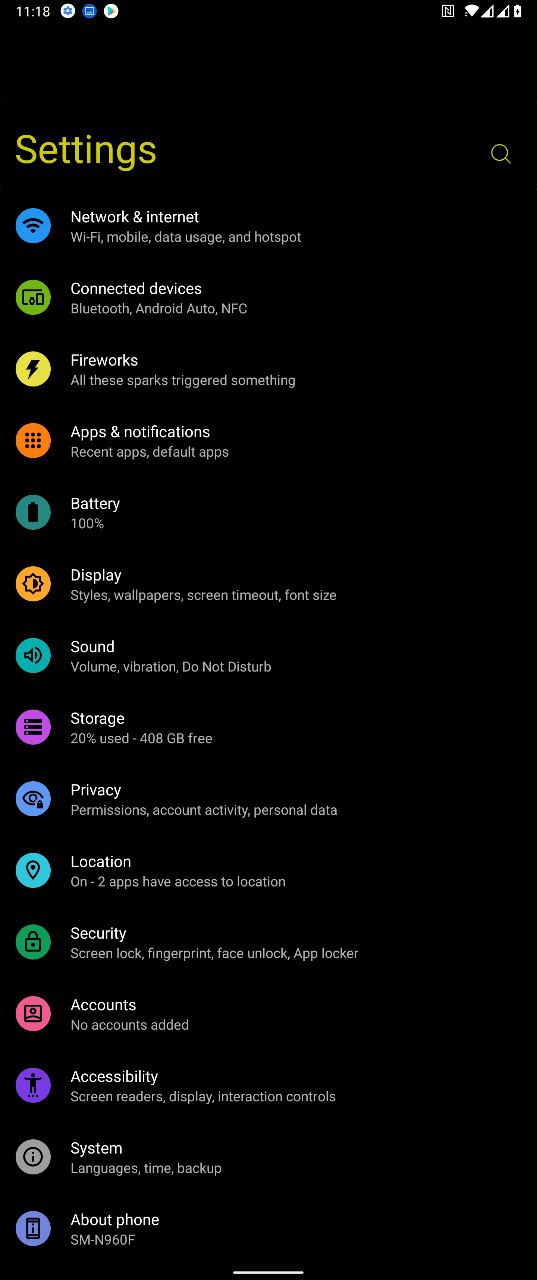 11:18
Settings
Network & internet
Wi-Fi, mobile, data usage, and hotspot
Connected devices
Bluetooth, Android Auto, NFC
Fireworks
All these sparks triggered something
Apps & notifications
Recent apps, default apps
Battery
100%
Display
Styles, wallpapers, screen timeout, font size
Sound
Volume, vibration, Do Not Disturb
Storage
20% used - 408 GB free
Privacy
Permissions, account activity, personal data
Location
On - 2 apps have access to location
Security
Screen lock, fingerprint, face unlock, App locker
Accounts
No accounts added
Accessibility
Screen readers, display, interaction controls
System
Languages, time, backup
About phone
SM-N960F